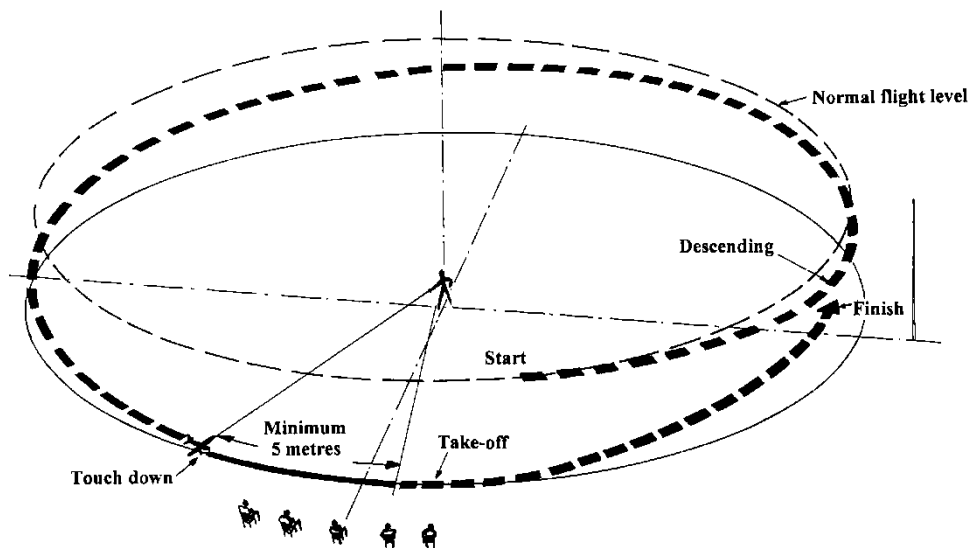 Normal flight level
Descending
Finish
Start
Minimum
5 metres
Take-off
Touch down